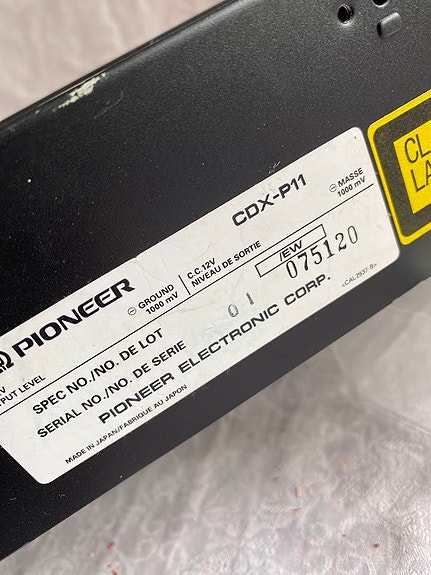 PIONEER CDX-P11
V ⊖ GROUND C.C. 12V ⊖ MASSE
PUT LEVEL 1000 mV NIVEAU DE SORTIE 1000 mV
SPEC NO./NO. DE LOT /EW
SERIAL NO./NO. DE SERIE 01 075120
PIONEER ELECTRONIC CORP.
MADE IN JAPAN/FABRIQUE AU JAPON <CAL2937-B>
CL
LA